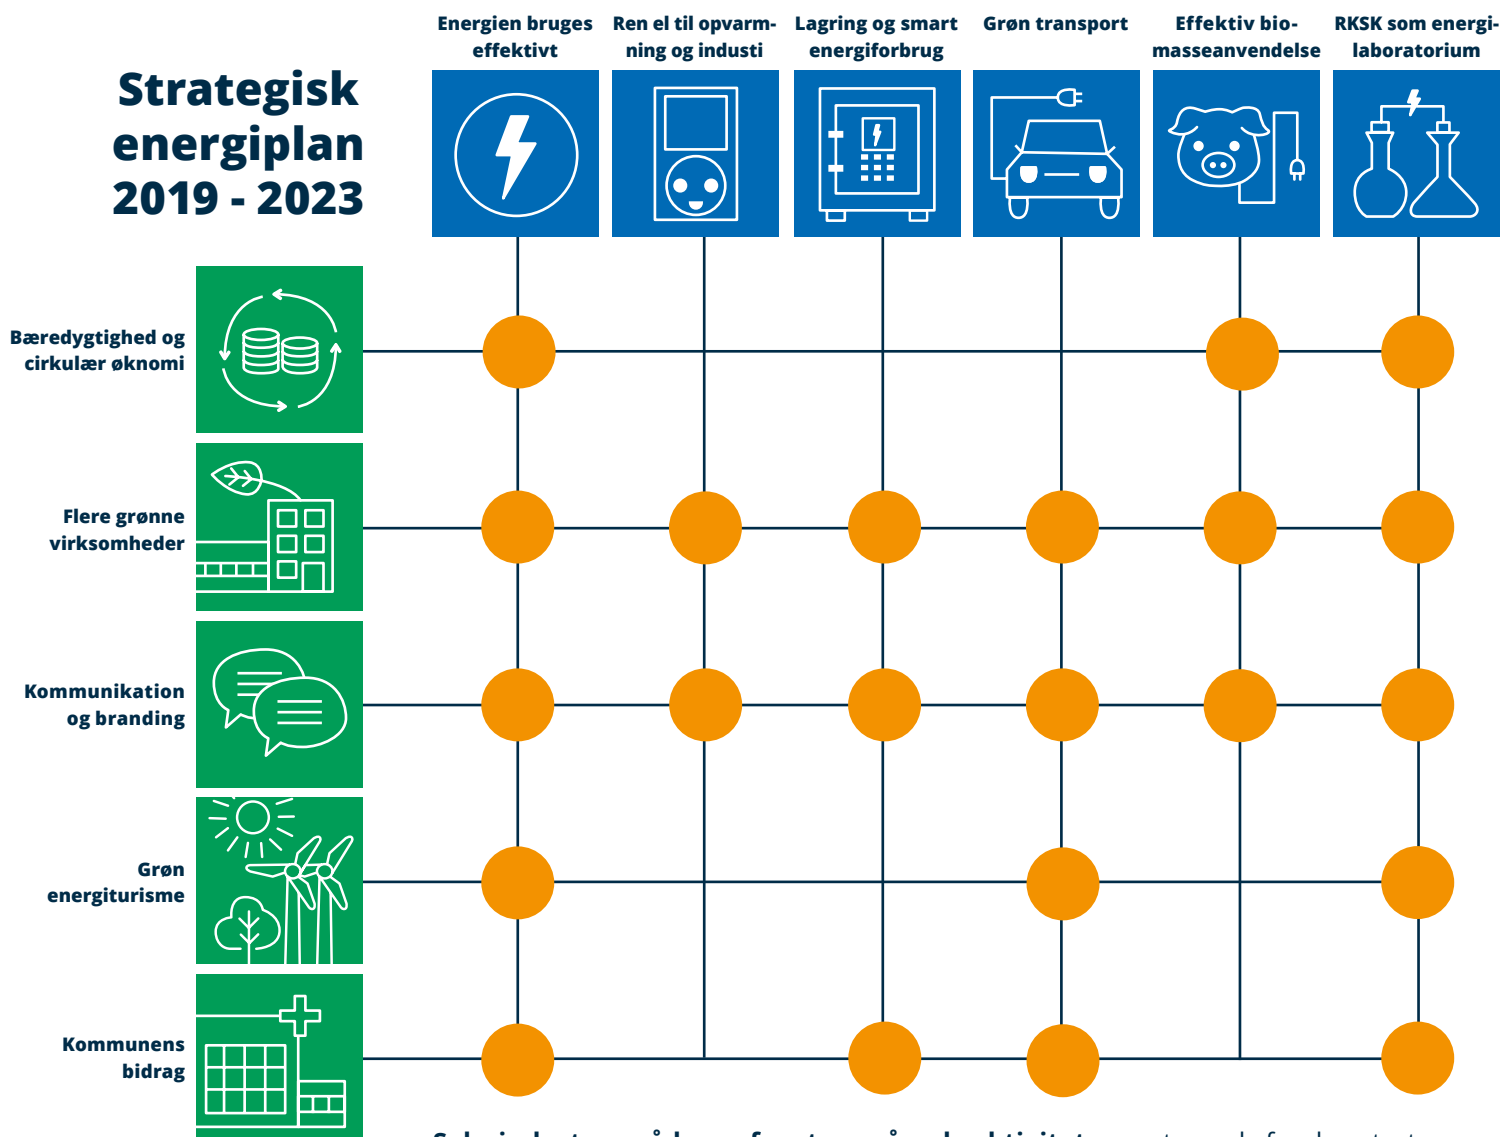 Strategisk
energiplan
2019 - 2023
Energien bruges
effektivt
Ren el til opvarm-
ning og industi
Lagring og smart
energiforbrug
Grøn transport
Effektiv bio-
masseanvendelse
RKSK som energi-
laboratorium
Bæredygtighed og
cirkulær øknomi
Flere grønne
virksomheder
Kommunikation
og branding
Grøn
energiturisme
Kommunens
bidrag